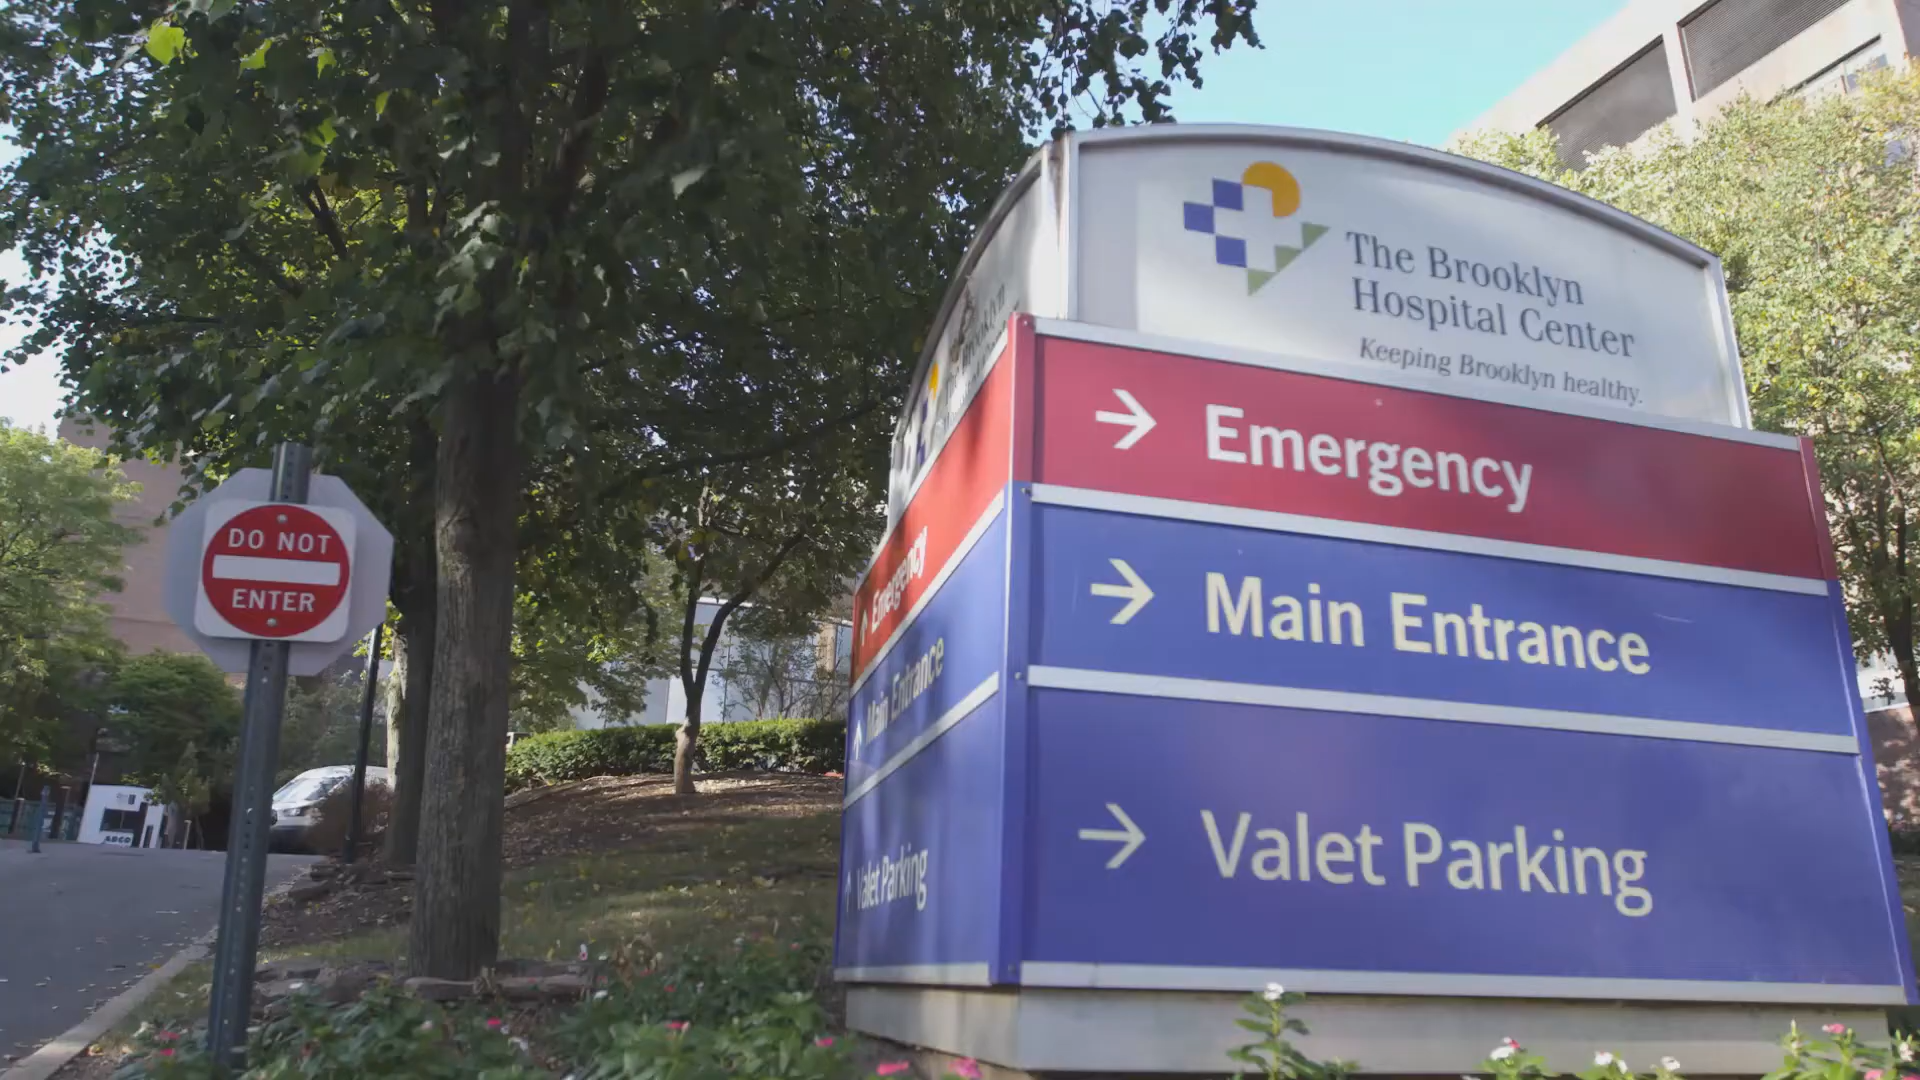 The Brooklyn
Hospital Center
Keeping Brooklyn healthy.
→ Emergency
→ Main Entrance
→ Valet Parking
↑ Emergency
↑ Main Entrance
↑ Valet Parking
DO NOT
ENTER